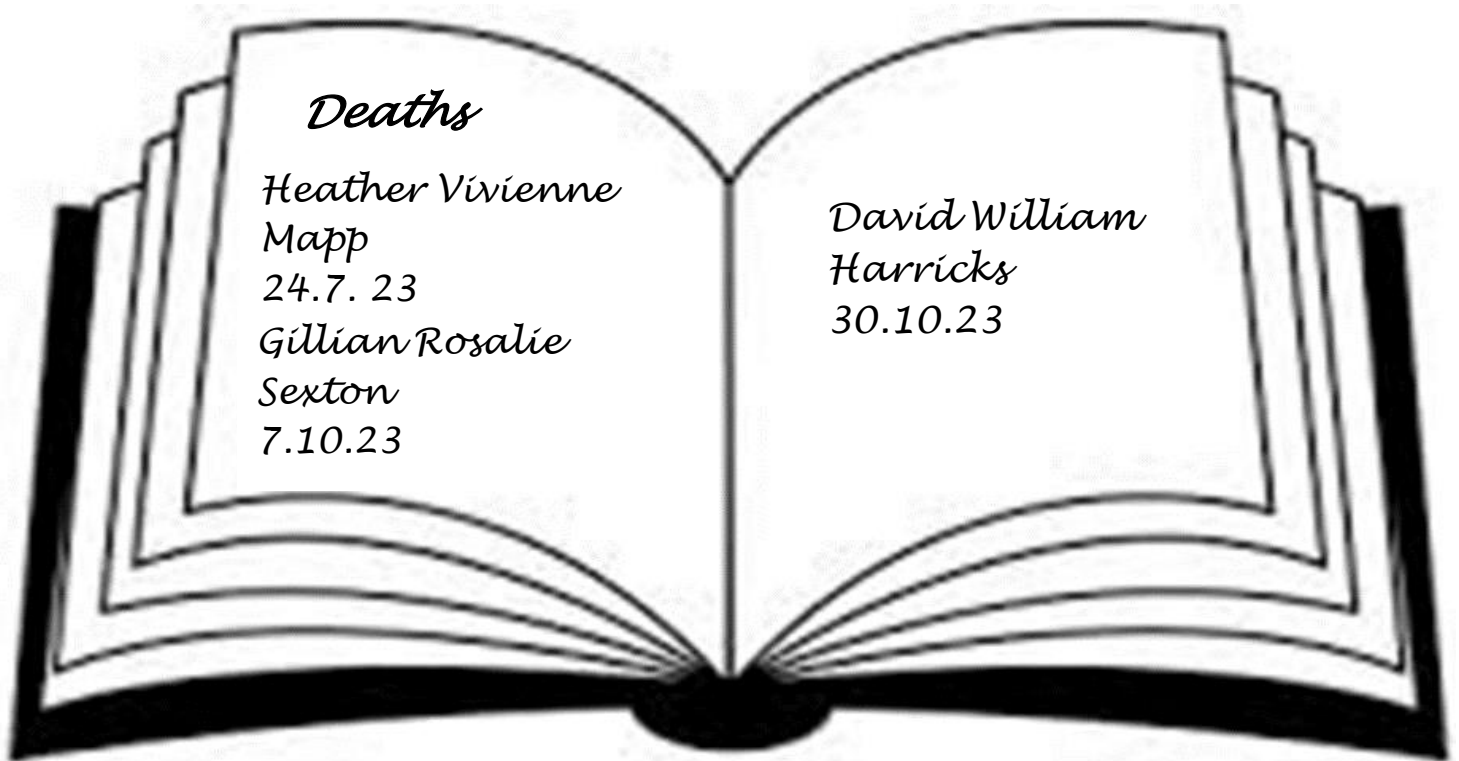 Deaths
Heather Vivienne
Mapp
24.7. 23
Gillian Rosalie
Sexton
7.10.23
David William
Harricks
30.10.23